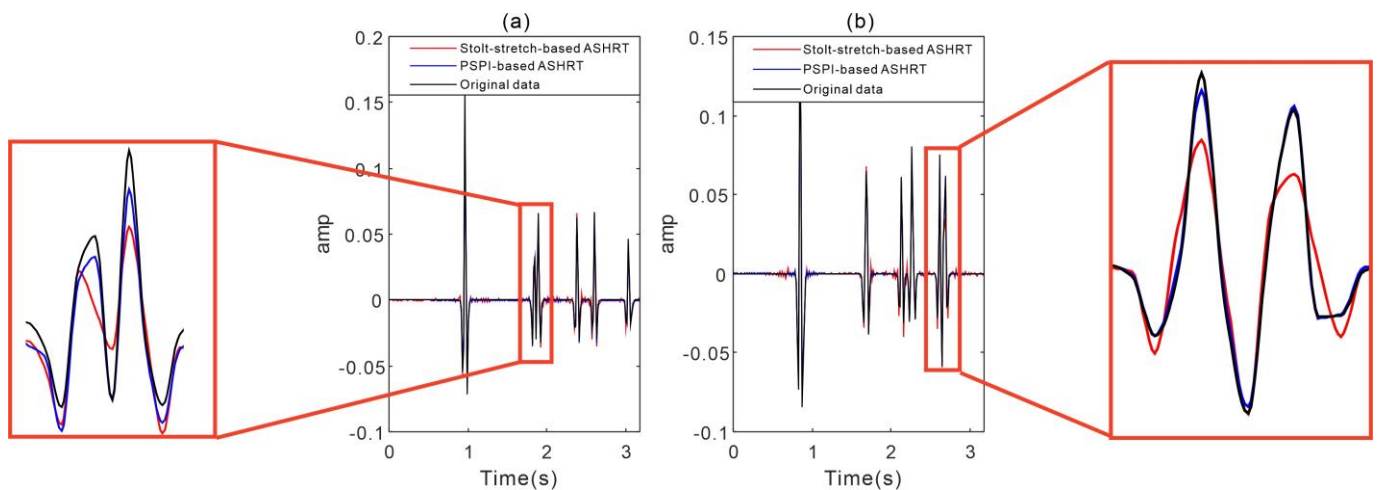 (a)
0.2
Stolt-stretch-based ASHRT
PSPI-based ASHRT
Original data
0.15
0.1
0.05
0
-0.05
-0.1
amp
0 1 2 3
Time(s)
(b)
0.15
Stolt-stretch-based ASHRT
PSPI-based ASHRT
Original data
0.1
0.05
0
-0.05
-0.1
amp
0 1 2 3
Time(s)